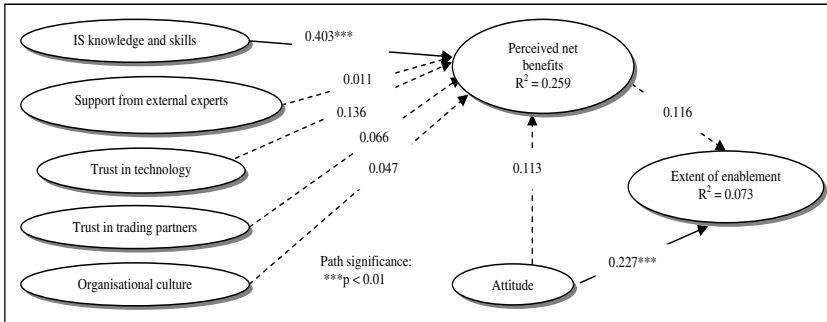 IS knowledge and skills
0.403***
Perceived net
benefits
R² = 0.259
Support from external experts
0.011
0.136
0.116
0.066
Trust in technology
0.047
0.113
Extent of enablement
R² = 0.073
Trust in trading partners
Path significance:
***p < 0.01
0.227***
Organisational culture
Attitude